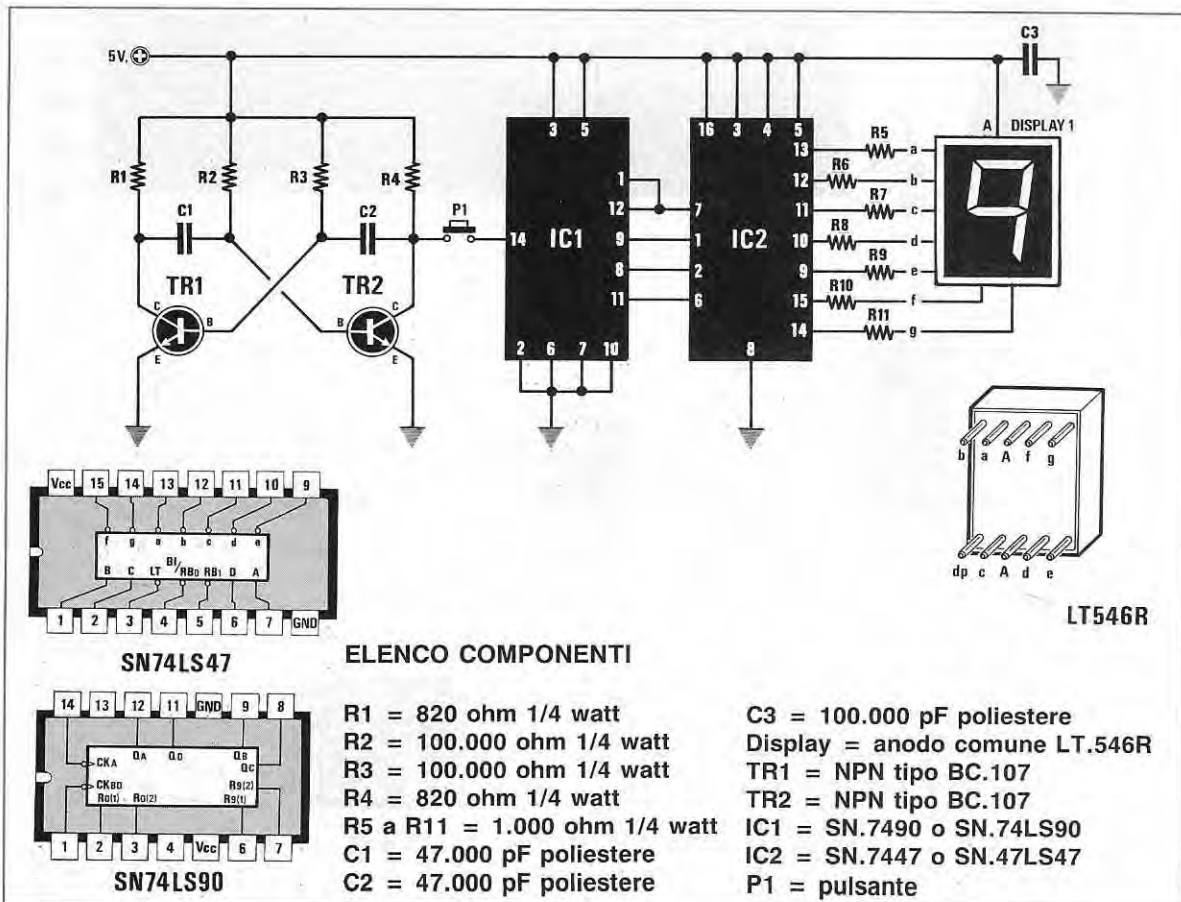 5V.
C3
A DISPLAY 1
3 5
16 3 4 5
R1 R2 R3 R4
C1 C2
P1
TR1 TR2
C B E
B C E
14 IC1
1
12
9
8
11
2 6 7 10
7
1
2
6
IC2
8
13 R5 a
12 R6 b
11 R7 c
10 R8 d
9 R9 e
15 R10 f
14 R11 g
9
b a A f g
dp c A d e
LT546R
Vcc 15 14 13 12 11 10 9
f g a b c d e
B C LT BI/RB0 RB1 D A
1 2 3 4 5 6 7 GND
SN74LS47
14 13 12 11 GND 9 8
CKA QA QD QB QC
CKBD R0(1) R0(2) R9(1) R9(2)
1 2 3 4 Vcc 6 7
SN74LS90
ELENCO COMPONENTI
R1 = 820 ohm 1/4 watt
R2 = 100.000 ohm 1/4 watt
R3 = 100.000 ohm 1/4 watt
R4 = 820 ohm 1/4 watt
R5 a R11 = 1.000 ohm 1/4 watt
C1 = 47.000 pF poliestere
C2 = 47.000 pF poliestere
C3 = 100.000 pF poliestere
Display = anodo comune LT.546R
TR1 = NPN tipo BC.107
TR2 = NPN tipo BC.107
IC1 = SN.7490 o SN.74LS90
IC2 = SN.7447 o SN.47LS47
P1 = pulsante